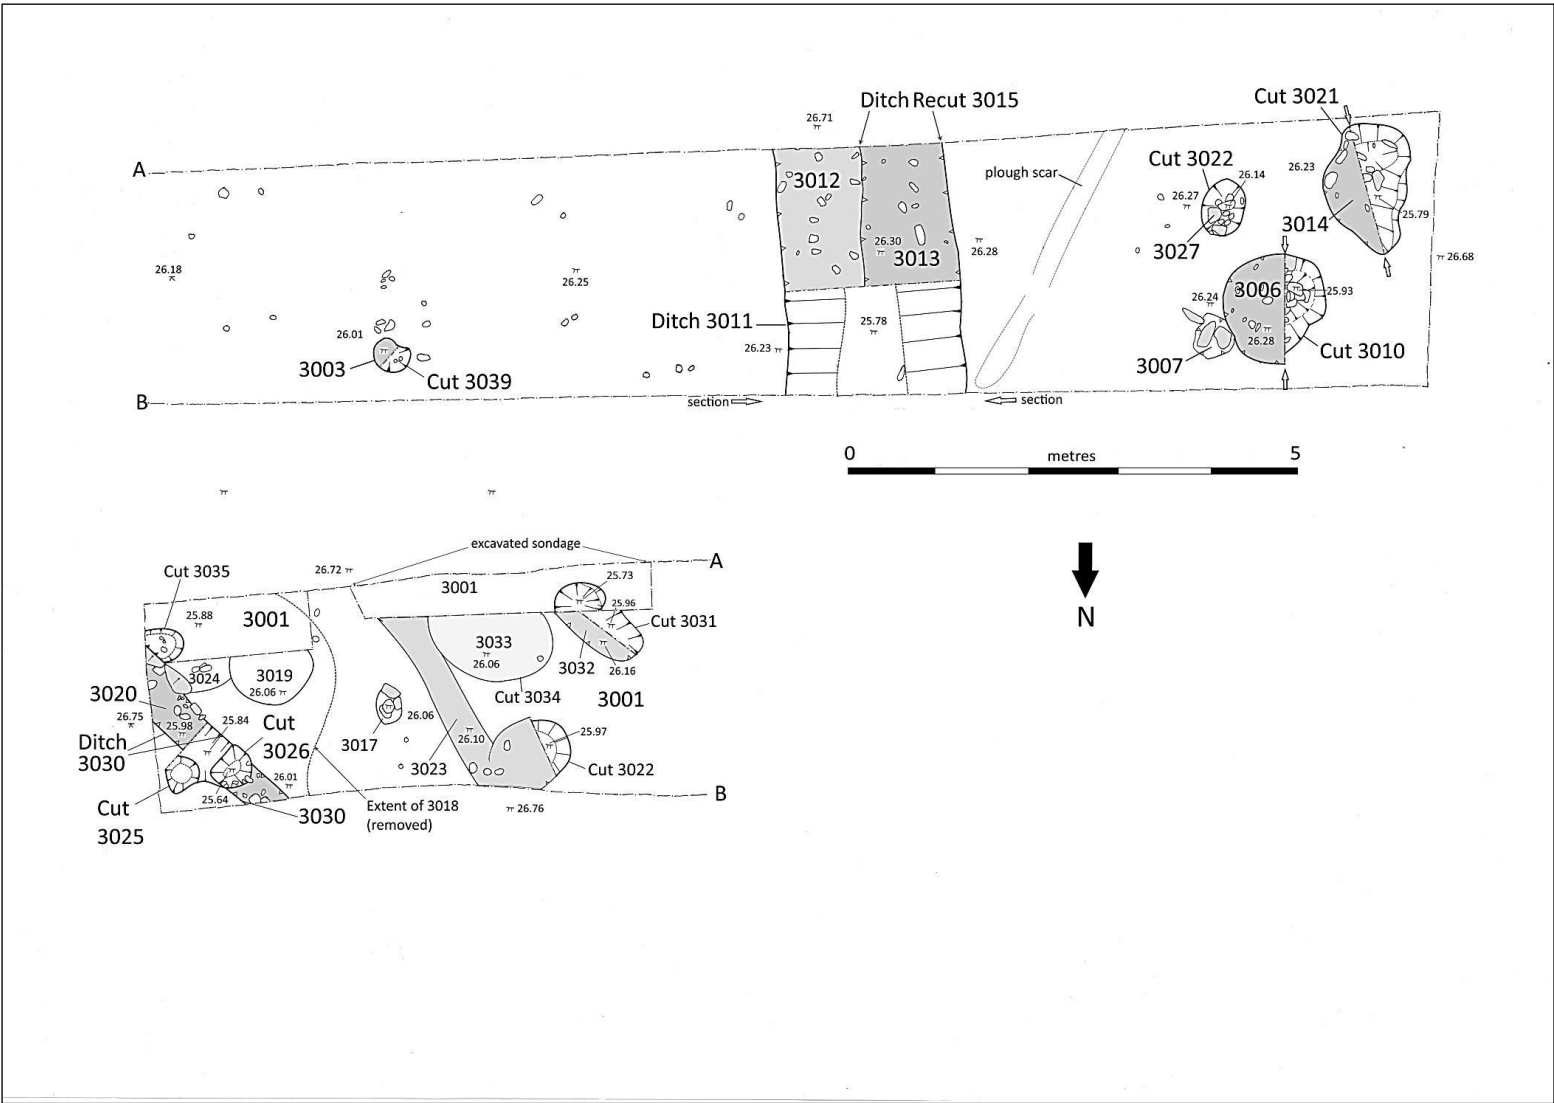 Cut 3021
Ditch Recut 3015
26.71
A
Cut 3022
plough scar
26.23
26.14
3012
26.27
25.79
3014
26.30
3013
26.28
3027
26.68
26.18
26.25
3006
25.93
26.24
Ditch 3011
25.78
26.01
26.23
26.28
Cut 3010
3007
3003
Cut 3039
B
section
section
0
metres
5
excavated sondage
A
Cut 3035
26.72
3001
25.73
25.88
3001
25.96
Cut 3031
3033
26.06
3024
3019
26.06
3032
26.16
3020
Cut 3034
3001
26.75
25.98
25.84
Cut
3026
26.06
26.10
25.97
Ditch
3030
3017
3023
Cut 3022
26.01
25.64
B
Cut
3025
3030
Extent of 3018
(removed)
26.76
N